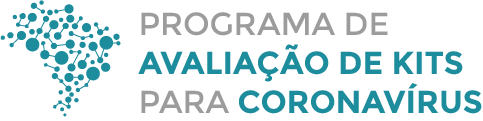 PROGRAMA DE
AVALIAÇÃO DE KITS
PARA CORONAVÍRUS